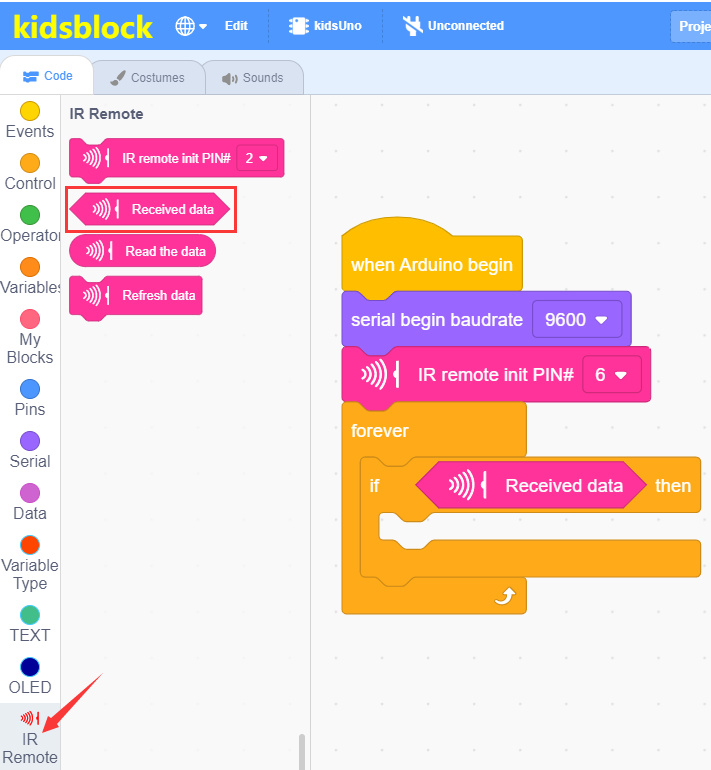 kidsblock
Edit
kidsUno
Unconnected
Proje
Code
Costumes
Sounds
Events
Control
Operator
Variables
My
Blocks
Pins
Serial
Data
Variable
Type
TEXT
OLED
IR
Remote
IR Remote
IR remote init PIN# 2
Received data
Read the data
Refresh data
when Arduino begin
serial begin baudrate 9600
IR remote init PIN# 6
forever
if Received data then